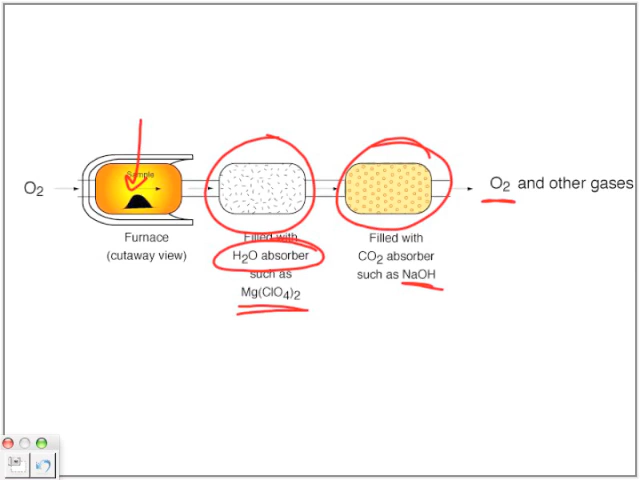 Sample
O2
O2 and other gases
Furnace
(cutaway view)
Filled with
H2O absorber
such as
Mg(ClO4)2
Filled with
CO2 absorber
such as NaOH